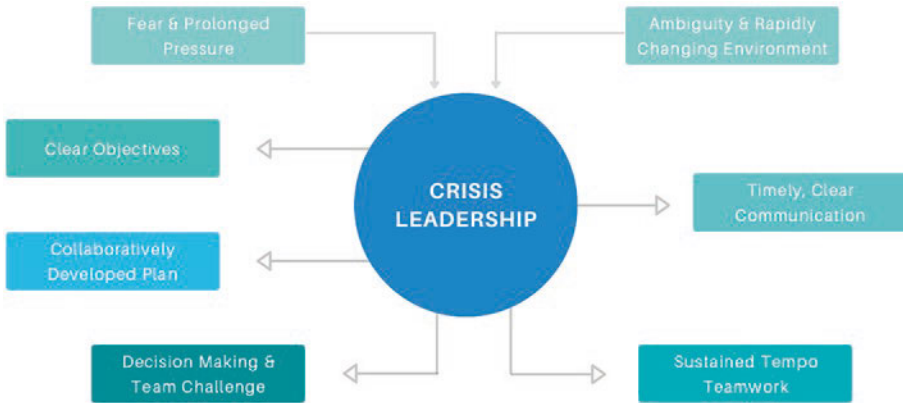 Fear & Prolonged
Pressure
Ambiguity & Rapidly
Changing Environment
Clear Objectives
CRISIS
LEADERSHIP
Timely, Clear
Communication
Collaboratively
Developed Plan
Decision Making &
Team Challenge
Sustained Tempo
Teamwork